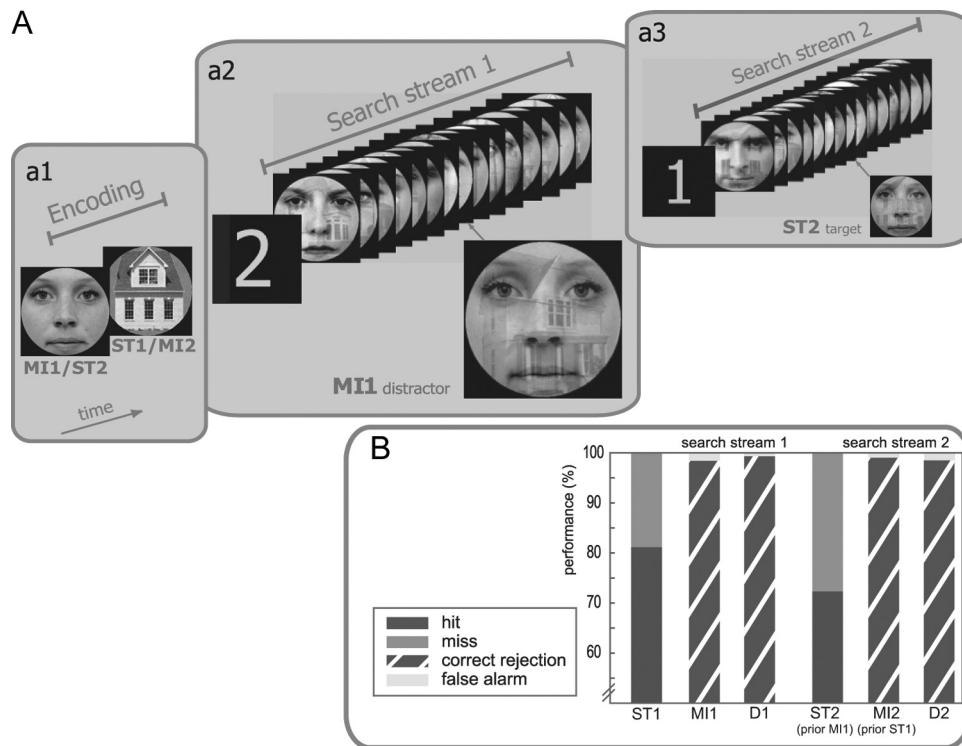 A
a1
Encoding
MI1/ST2
ST1/MI2
time
a2
Search stream 1
2
MI1 distractor
a3
Search stream 2
1
ST2 target
B
search stream 1
search stream 2
performance (%)
100
90
80
70
60
hit
miss
correct rejection
false alarm
ST1
MI1
D1
ST2
(prior MI1)
MI2
(prior ST1)
D2